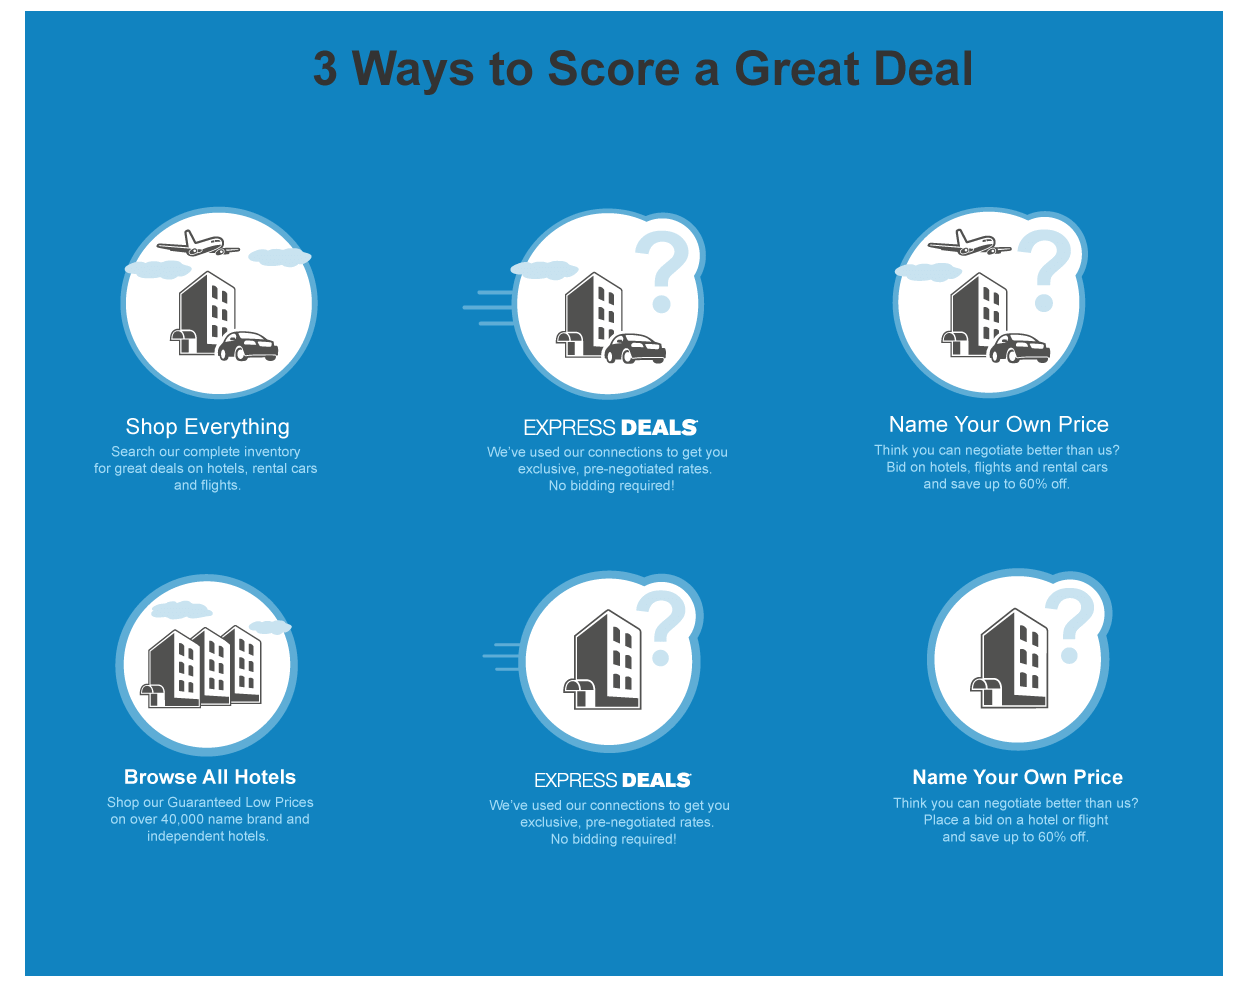 3 Ways to Score a Great Deal
?
?
Shop Everything
Search our complete inventory
for great deals on hotels, rental cars
and flights.
EXPRESS DEALS℠
We've used our connections to get you
exclusive, pre-negotiated rates.
No bidding required!
Name Your Own Price
Think you can negotiate better than us?
Bid on hotels, flights and rental cars
and save up to 60% off.
?
?
Browse All Hotels
Shop our Guaranteed Low Prices
on over 40,000 name brand and
independent hotels.
EXPRESS DEALS℠
We've used our connections to get you
exclusive, pre-negotiated rates.
No bidding required!
Name Your Own Price
Think you can negotiate better than us?
Place a bid on a hotel or flight
and save up to 60% off.